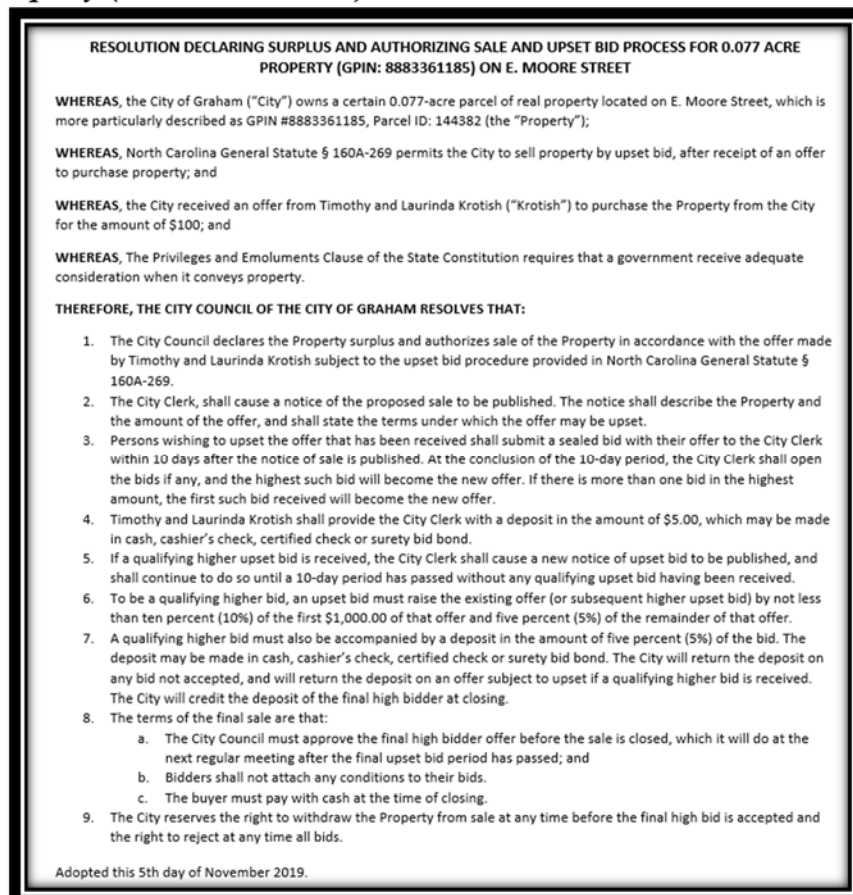 RESOLUTION DECLARING SURPLUS AND AUTHORIZING SALE AND UPSET BID PROCESS FOR 0.077 ACRE
PROPERTY (GPIN: 8883361185) ON E. MOORE STREET
WHEREAS, the City of Graham ("City") owns a certain 0.077-acre parcel of real property located on E. Moore Street, which is
more particularly described as GPIN #8883361185, Parcel ID: 144382 (the "Property");
WHEREAS, North Carolina General Statute § 160A-269 permits the City to sell property by upset bid, after receipt of an offer
to purchase property; and
WHEREAS, the City received an offer from Timothy and Laurinda Krotish ("Krotish") to purchase the Property from the City
for the amount of $100; and
WHEREAS, The Privileges and Emoluments Clause of the State Constitution requires that a government receive adequate
consideration when it conveys property.
THEREFORE, THE CITY COUNCIL OF THE CITY OF GRAHAM RESOLVES THAT:
1. The City Council declares the Property surplus and authorizes sale of the Property in accordance with the offer made
by Timothy and Laurinda Krotish subject to the upset bid procedure provided in North Carolina General Statute §
160A-269.
2. The City Clerk, shall cause a notice of the proposed sale to be published. The notice shall describe the Property and
the amount of the offer, and shall state the terms under which the offer may be upset.
3. Persons wishing to upset the offer that has been received shall submit a sealed bid with their offer to the City Clerk
within 10 days after the notice of sale is published. At the conclusion of the 10-day period, the City Clerk shall open
the bids if any, and the highest such bid will become the new offer. If there is more than one bid in the highest
amount, the first such bid received will become the new offer.
4. Timothy and Laurinda Krotish shall provide the City Clerk with a deposit in the amount of $5.00, which may be made
in cash, cashier's check, certified check or surety bid bond.
5. If a qualifying higher upset bid is received, the City Clerk shall cause a new notice of upset bid to be published, and
shall continue to do so until a 10-day period has passed without any qualifying upset bid having been received.
6. To be a qualifying higher bid, an upset bid must raise the existing offer (or subsequent higher upset bid) by not less
than ten percent (10%) of the first $1,000.00 of that offer and five percent (5%) of the remainder of that offer.
7. A qualifying higher bid must also be accompanied by a deposit in the amount of five percent (5%) of the bid. The
deposit may be made in cash, cashier's check, certified check or surety bid bond. The City will return the deposit on
any bid not accepted, and will return the deposit on an offer subject to upset if a qualifying higher bid is received.
The City will credit the deposit of the final high bidder at closing.
8. The terms of the final sale are that:
a. The City Council must approve the final high bidder offer before the sale is closed, which it will do at the
next regular meeting after the final upset bid period has passed; and
b. Bidders shall not attach any conditions to their bids.
c. The buyer must pay with cash at the time of closing.
9. The City reserves the right to withdraw the Property from sale at any time before the final high bid is accepted and
the right to reject at any time all bids.
Adopted this 5th day of November 2019.